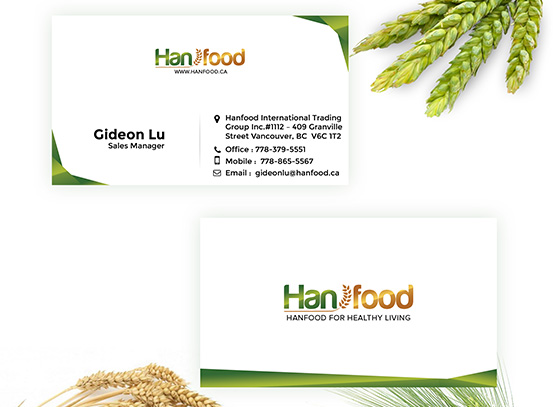 Hanfood
WWW.HANFOOD.CA
Gideon Lu
Sales Manager
Hanfood International Trading
Group Inc.#1112 - 409 Granville
Street Vancouver, BC V6C 1T2
Office : 778-379-5551
Mobile : 778-865-5567
Email : gideonlu@hanfood.ca
Hanfood
HANFOOD FOR HEALTHY LIVING